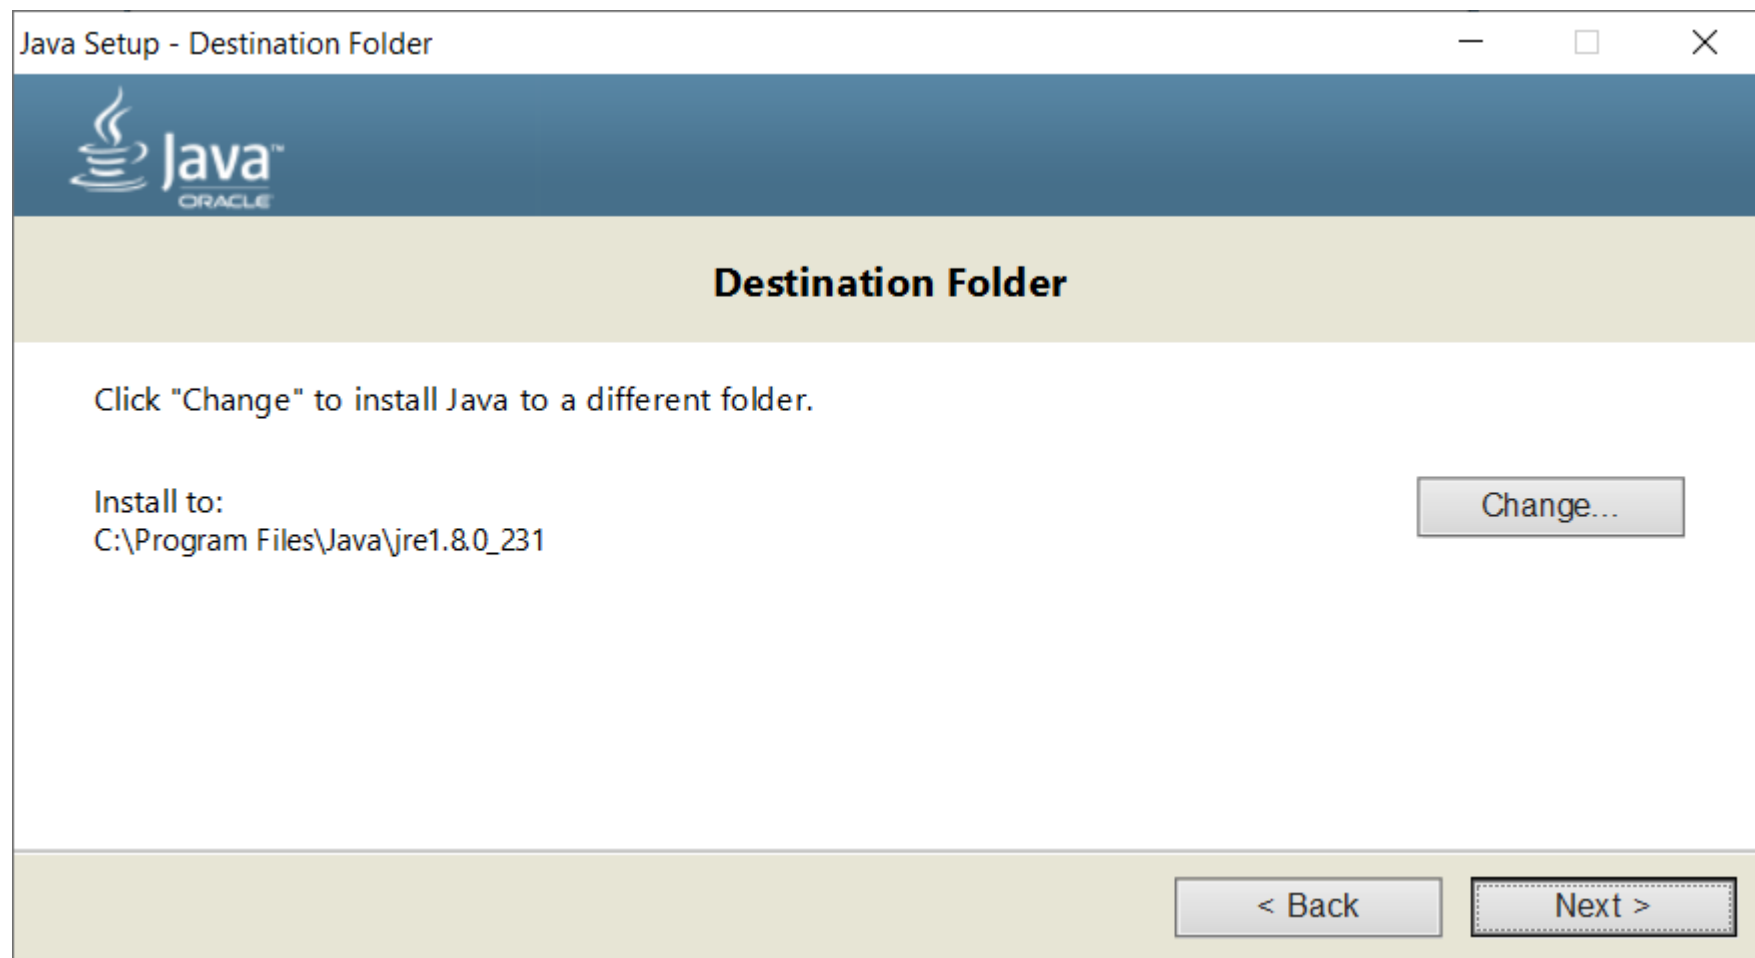 Java Setup - Destination Folder
Java™
ORACLE
Destination Folder
Click "Change" to install Java to a different folder.
Install to:
Change...
C:\Program Files\Java\jre1.8.0_231
< Back
Next >